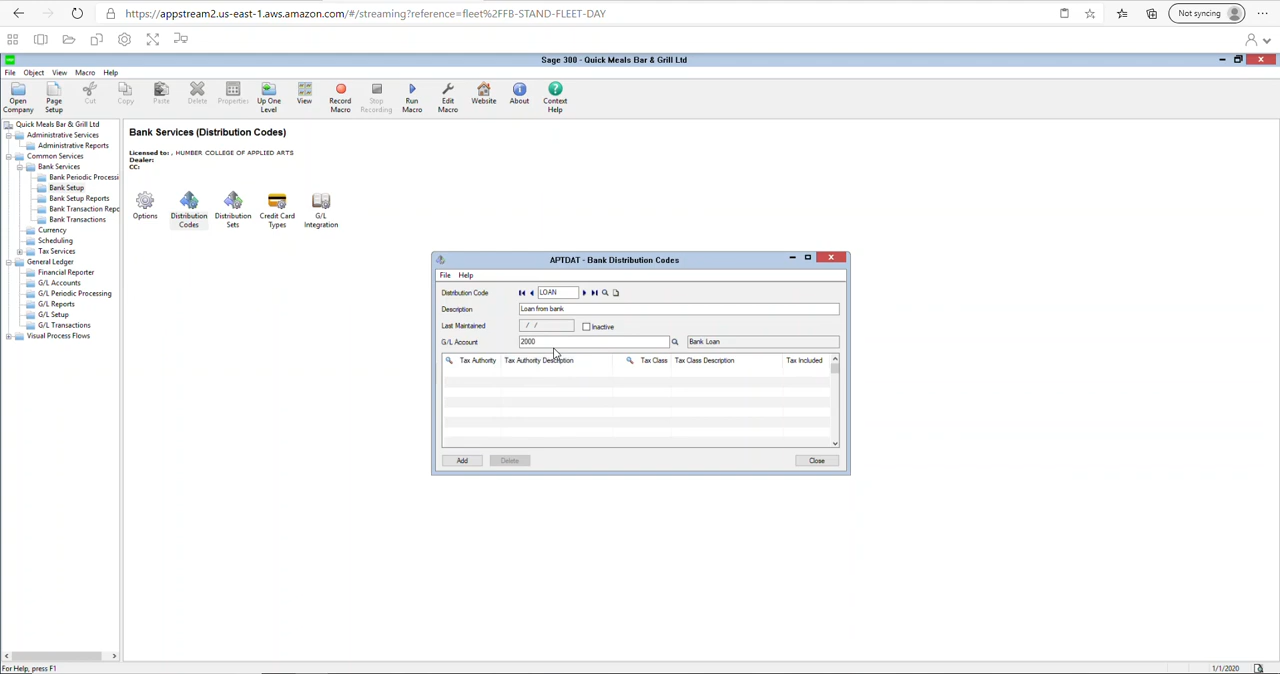 https://appstream2.us-east-1.aws.amazon.com/#/streaming?reference=fleet%2FFB-STAND-FLEET-DAY
Not syncing
Sage 300 - Quick Meals Bar & Grill Ltd
File Object View Macro Help
Open Company
Page Setup
Cut
Copy
Paste
Delete
Properties
Up One Level
View
Record Macro
Stop Recording
Run Macro
Edit Macro
Website
About
Context Help
Quick Meals Bar & Grill Ltd
Administrative Services
Administrative Reports
Common Services
Bank Services
Bank Periodic Processi
Bank Setup
Bank Setup Reports
Bank Transaction Repo
Bank Transactions
Currency
Scheduling
Tax Services
General Ledger
Financial Reporter
G/L Accounts
G/L Periodic Processing
G/L Reports
G/L Setup
G/L Transactions
Visual Process Flows
Bank Services (Distribution Codes)
Licensed to: , HUMBER COLLEGE OF APPLIED ARTS
Dealer:
CC:
Options
Distribution Codes
Distribution Sets
Credit Card Types
G/L Integration
APTDAT - Bank Distribution Codes
File Help
Distribution Code LOAN
Description Loan from bank
Last Maintained / / Inactive
G/L Account 2000 Bank Loan
Tax Authority Tax Authority Description Tax Class Tax Class Description Tax Included
Add Delete Close
For Help, press F1
1/1/2020